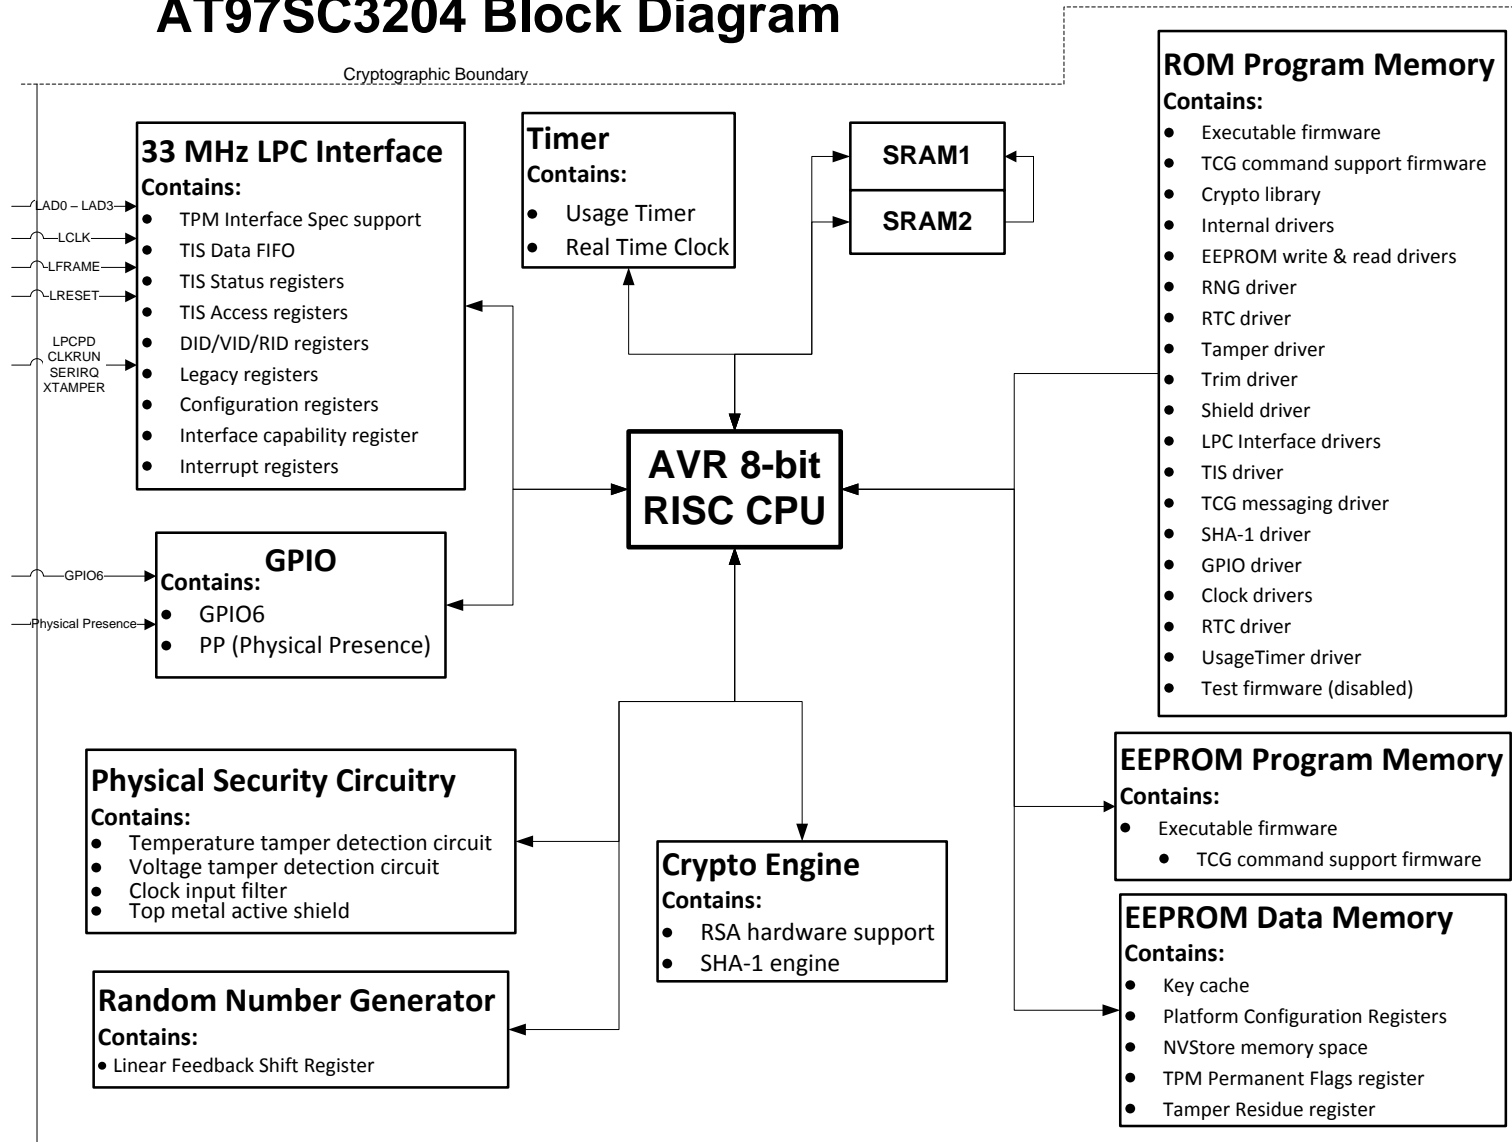 AT97SC3204 Block Diagram
Cryptographic Boundary
33 MHz LPC Interface
Contains:
• TPM Interface Spec support
• TIS Data FIFO
• TIS Status registers
• TIS Access registers
• DID/VID/RID registers
• Legacy registers
• Configuration registers
• Interface capability register
• Interrupt registers
LAD0 – LAD3
LCLK
LFRAME
LRESET
LPCPD
CLKRUN
SERIRQ
XTAMPER
Timer
Contains:
• Usage Timer
• Real Time Clock
SRAM1
SRAM2
ROM Program Memory
Contains:
• Executable firmware
• TCG command support firmware
• Crypto library
• Internal drivers
• EEPROM write & read drivers
• RNG driver
• RTC driver
• Tamper driver
• Trim driver
• Shield driver
• LPC Interface drivers
• TIS driver
• TCG messaging driver
• SHA-1 driver
• GPIO driver
• Clock drivers
• RTC driver
• UsageTimer driver
• Test firmware (disabled)
AVR 8-bit
RISC CPU
GPIO
Contains:
• GPIO6
• PP (Physical Presence)
GPIO6
Physical Presence
Physical Security Circuitry
Contains:
• Temperature tamper detection circuit
• Voltage tamper detection circuit
• Clock input filter
• Top metal active shield
Crypto Engine
Contains:
• RSA hardware support
• SHA-1 engine
EEPROM Program Memory
Contains:
• Executable firmware
• TCG command support firmware
Random Number Generator
Contains:
• Linear Feedback Shift Register
EEPROM Data Memory
Contains:
• Key cache
• Platform Configuration Registers
• NVStore memory space
• TPM Permanent Flags register
• Tamper Residue register